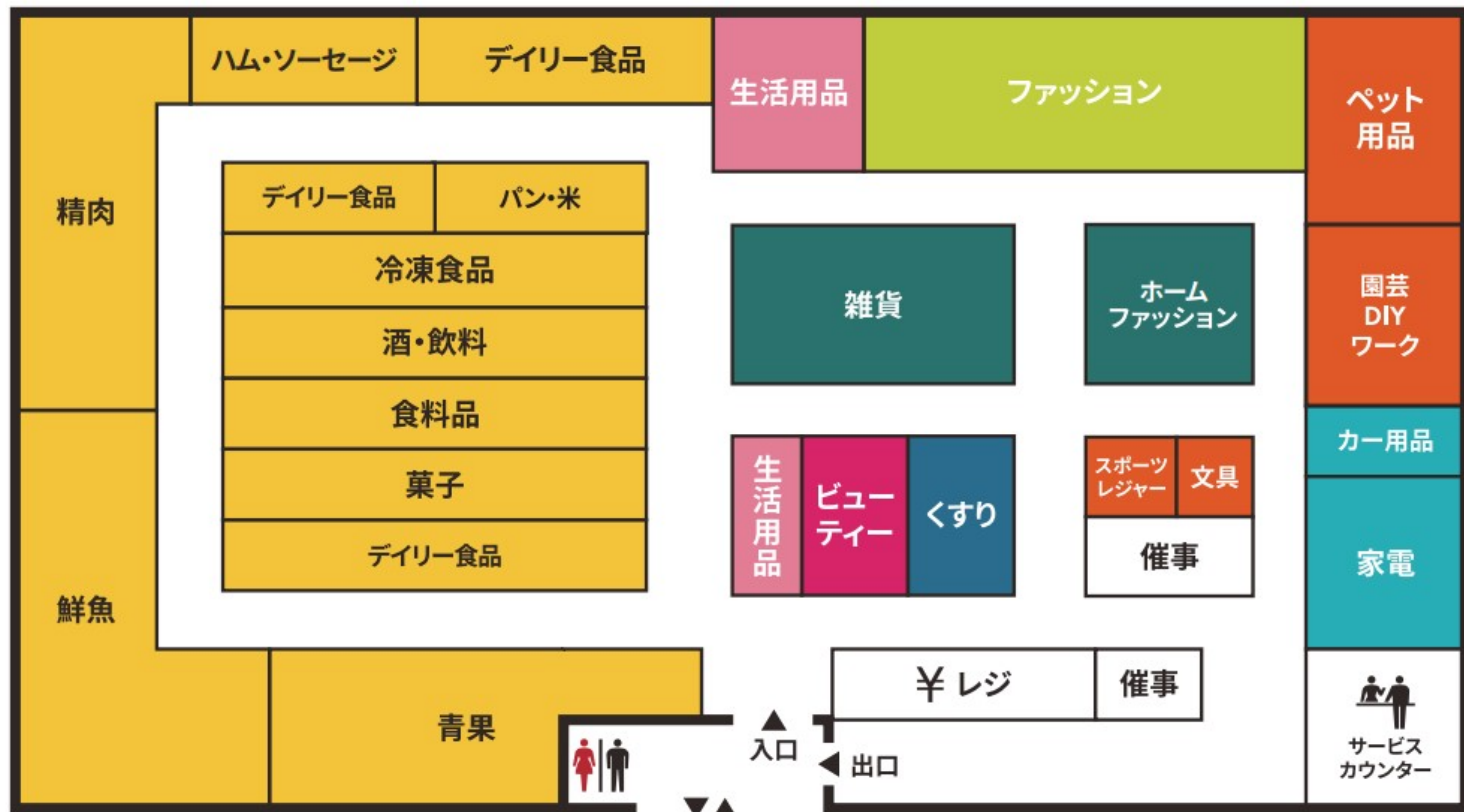 ハム・ソーセージ
デイリー食品
生活用品
ファッション
ペット
用品
精肉
デイリー食品
パン・米
冷凍食品
酒・飲料
食料品
菓子
デイリー食品
雑貨
ホーム
ファッション
園芸
DIY
ワーク
カー用品
生活用品
ビュー
ティー
くすり
スポーツ
レジャー
文具
催事
家電
鮮魚
青果
¥ レジ
催事
入口
出口
サービス
カウンター